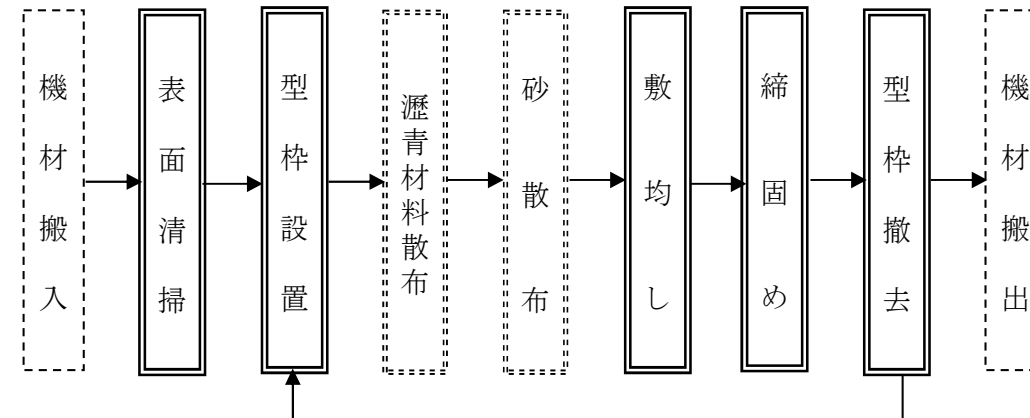 機材搬入
表面清掃
型枠設置
瀝青材料散布
砂散布
敷均し
締固め
型枠撤去
機材搬出